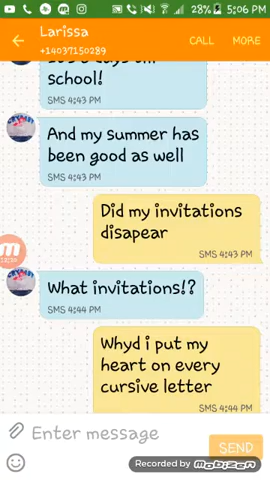 28% 5:06 PM
Larissa
+14037150289
CALL MORE
school!
SMS 4:43 PM
And my summer has
been good as well
SMS 4:43 PM
Did my invitations
disapear
SMS 4:43 PM
What invitations!?
SMS 4:44 PM
Whyd i put my
heart on every
cursive letter
SMS 4:44 PM
Enter message
SEND
Recorded by mobizen